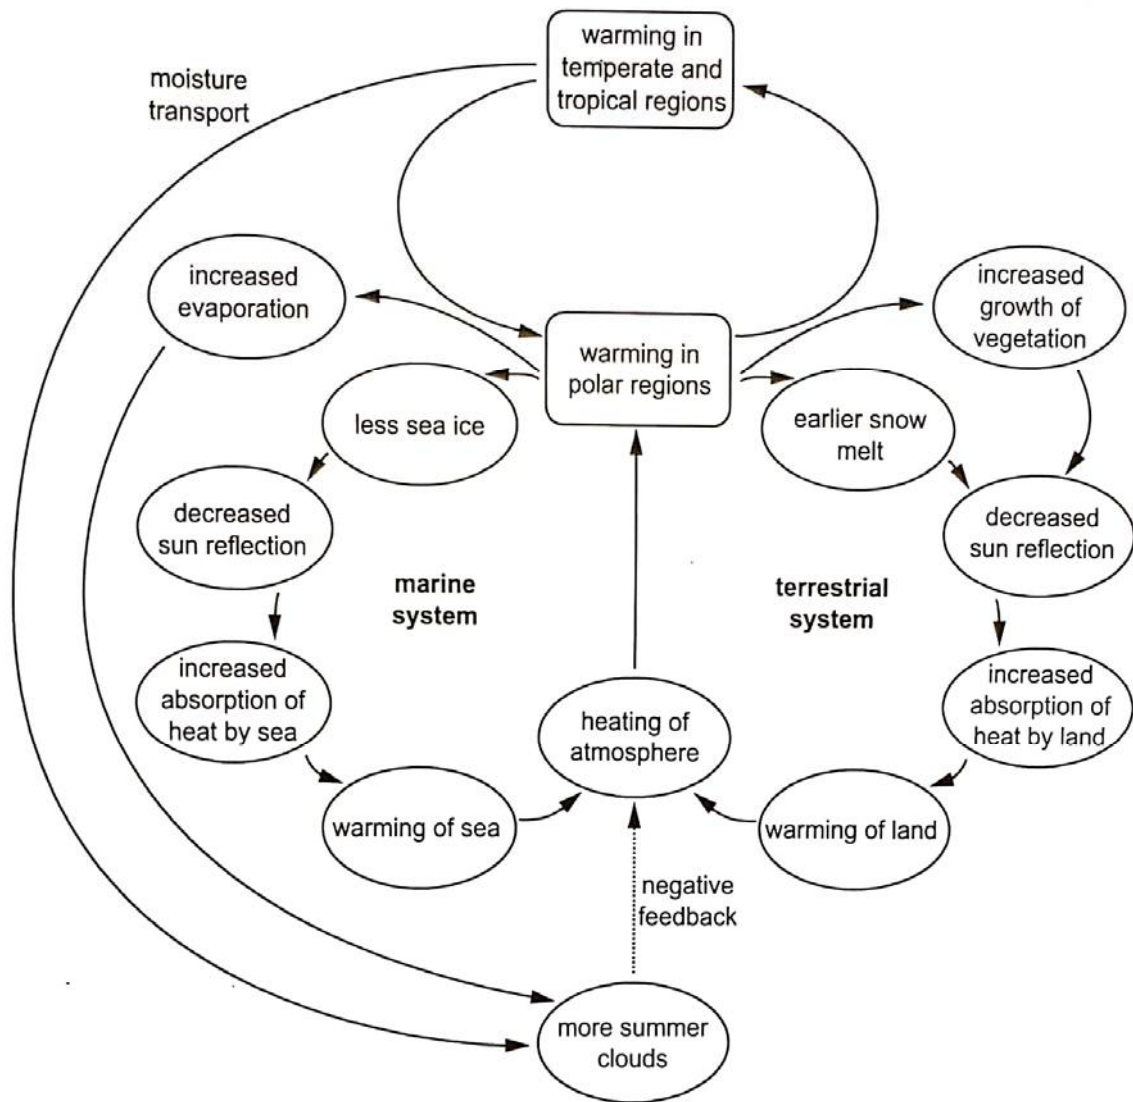 warming in
temperate and
tropical regions
moisture
transport
increased
evaporation
increased
growth of
vegetation
warming in
polar regions
less sea ice
earlier snow
melt
decreased
sun reflection
decreased
sun reflection
marine
system
terrestrial
system
increased
absorption of
heat by sea
heating of
atmosphere
increased
absorption of
heat by land
warming of sea
warming of land
negative
feedback
more summer
clouds